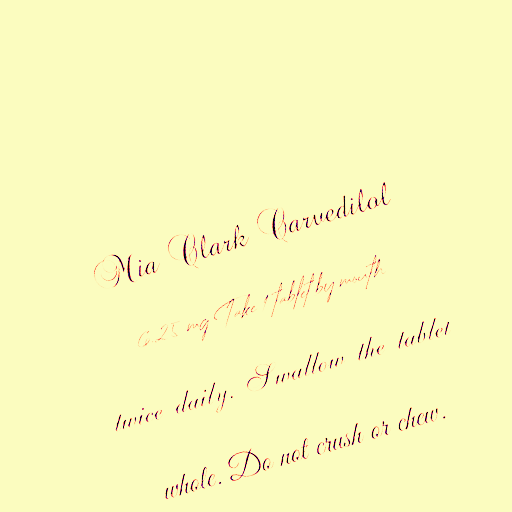 Mia Clark Carvedilol
6.25 mg Take 1 tablet by mouth
twice daily. Swallow the tablet
whole. Do not crush or chew.